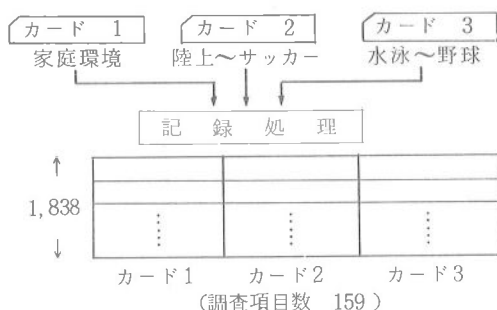 カード 1 カード 2 カード 3
家庭環境 陸上～サッカー 水泳～野球
記録処理
1,838
カード1 カード2 カード3
(調査項目数 159)